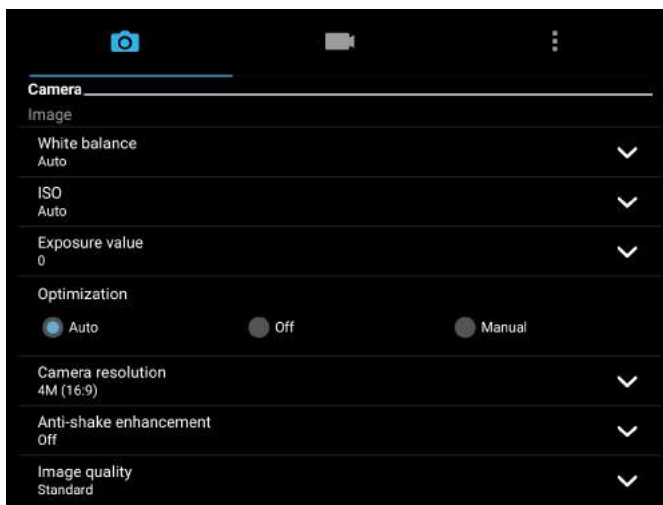 Camera
Image
White balance
Auto
ISO
Auto
Exposure value
0
Optimization
Auto
Off
Manual
Camera resolution
4M (16:9)
Anti-shake enhancement
Off
Image quality
Standard